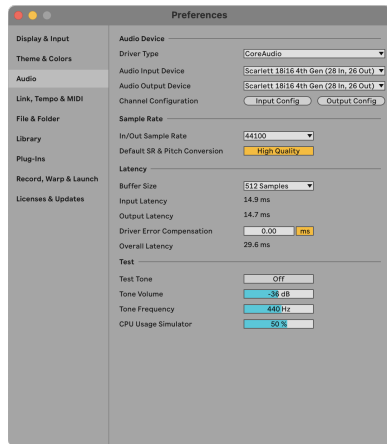 Preferences
Display & Input
Theme & Colors
Audio
Link, Tempo & MIDI
File & Folder
Library
Plug-Ins
Record, Warp & Launch
Licenses & Updates
Audio Device
Driver Type CoreAudio
Audio Input Device Scarlett 18i16 4th Gen (28 In, 26 Out)
Audio Output Device Scarlett 18i16 4th Gen (28 In, 26 Out)
Channel Configuration Input Config Output Config
Sample Rate
In/Out Sample Rate 44100
Default SR & Pitch Conversion High Quality
Latency
Buffer Size 512 Samples
Input Latency 14.9 ms
Output Latency 14.7 ms
Driver Error Compensation 0.00 ms
Overall Latency 29.6 ms
Test
Test Tone Off
Tone Volume -36 dB
Tone Frequency 440 Hz
CPU Usage Simulator 50 %